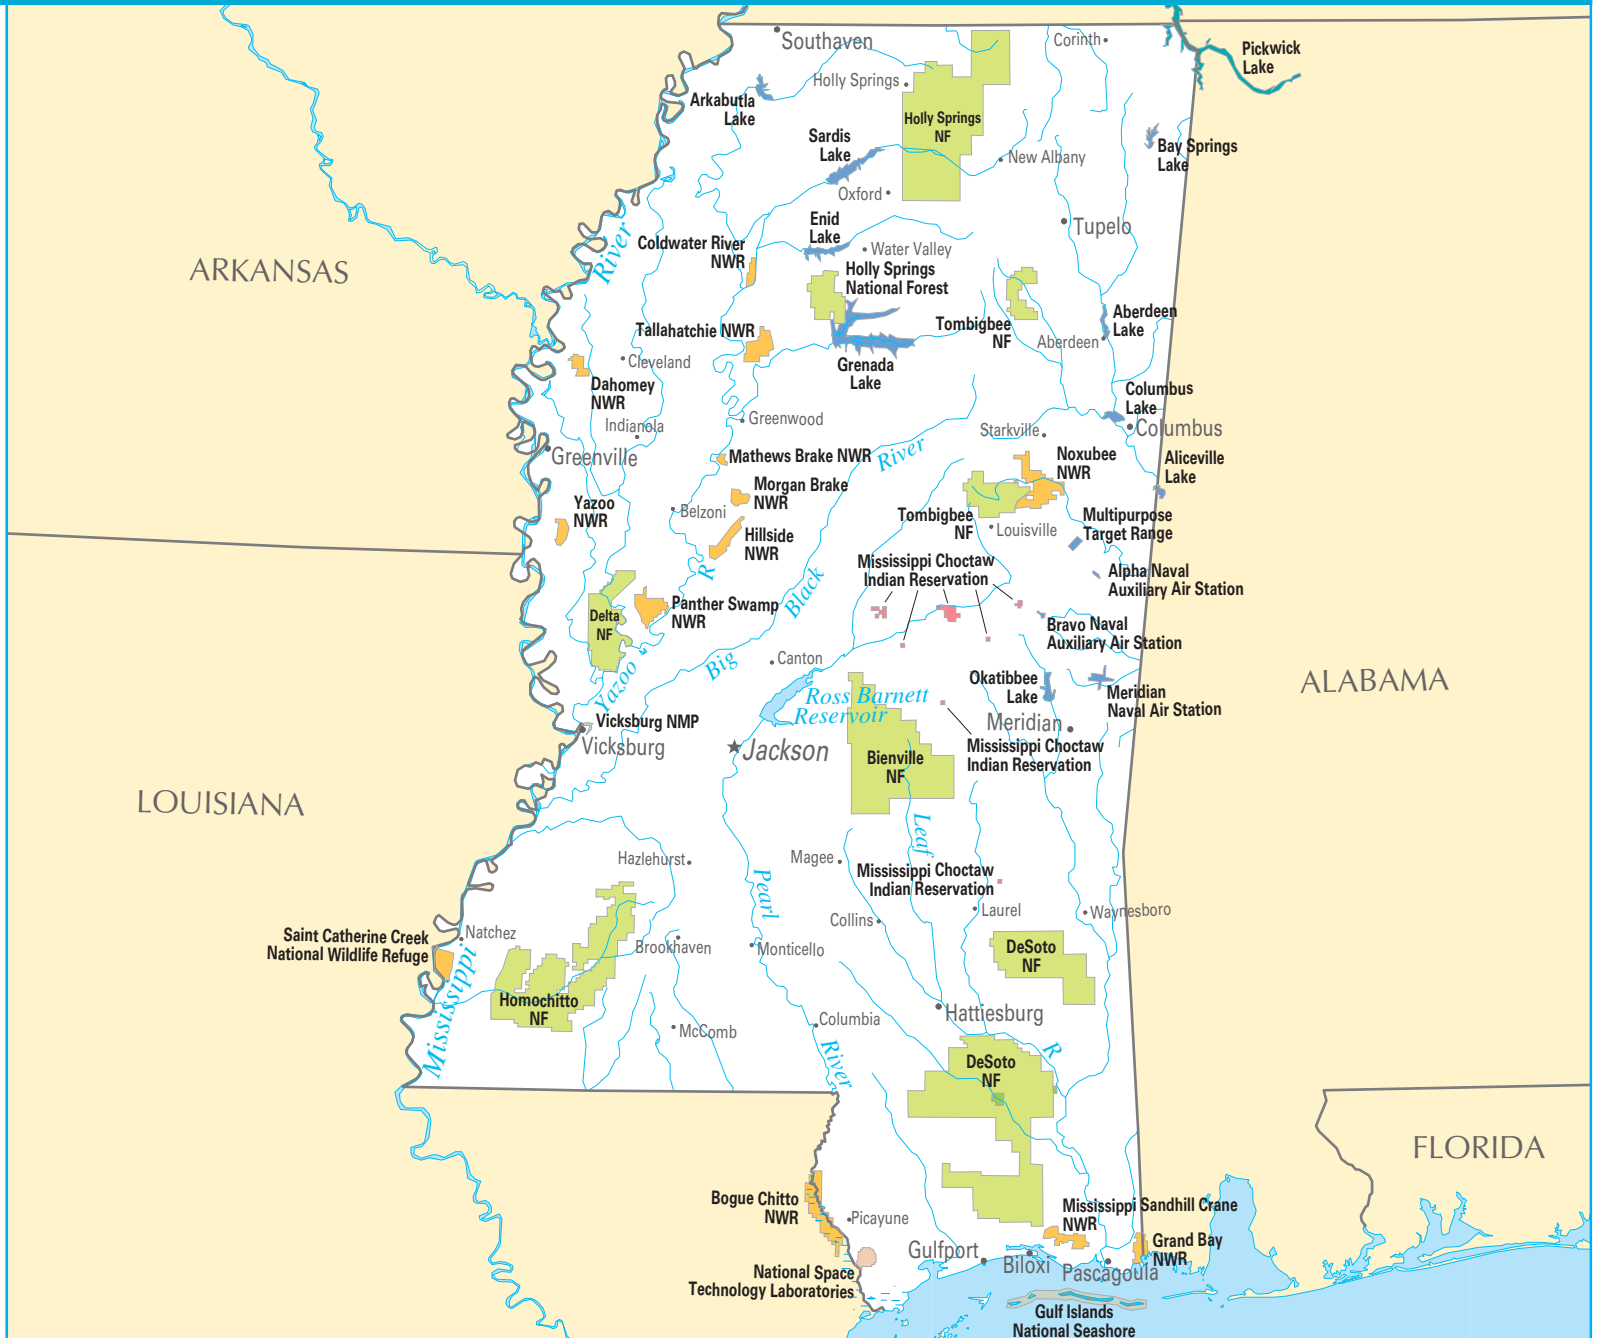 Southaven
Corinth
Pickwick
Lake
Holly Springs
Arkabutla
Lake
Holly Springs
NF
Sardis
Lake
Bay Springs
Lake
New Albany
Oxford
River
Enid
Lake
Tupelo
Coldwater River
NWR
Water Valley
ARKANSAS
Holly Springs
National Forest
Tallahatchie NWR
Tombigbee
NF
Aberdeen
Lake
Aberdeen
Cleveland
Grenada
Lake
Dahomey
NWR
Columbus
Lake
Indianola
Greenwood
Starkville
Columbus
River
Greenville
Mathews Brake NWR
Noxubee
NWR
Aliceville
Lake
Morgan Brake
NWR
Yazoo
NWR
Belzoni
Tombigbee
NF
Louisville
Multipurpose
Target Range
Hillside
NWR
R
Mississippi Choctaw
Indian Reservation
Alpha Naval
Auxiliary Air Station
Black
Panther Swamp
NWR
Delta
NF
Bravo Naval
Auxiliary Air Station
Big
Canton
Yazoo
Okatibbee
Lake
ALABAMA
Meridian
Naval Air Station
Ross Barnett
Reservoir
Vicksburg NMP
Vicksburg
Meridian
Jackson
Mississippi Choctaw
Indian Reservation
Bienville
NF
LOUISIANA
Leaf
Hazlehurst
Magee
Mississippi Choctaw
Indian Reservation
Pearl
Laurel
Waynesboro
Collins
Natchez
Saint Catherine Creek
National Wildlife Refuge
Brookhaven
Monticello
DeSoto
NF
Mississippi
Homochitto
NF
Hattiesburg
McComb
Columbia
River
R
DeSoto
NF
FLORIDA
Bogue Chitto
NWR
Picayune
Mississippi Sandhill Crane
NWR
Grand Bay
NWR
Gulfport
Biloxi
Pascagoula
National Space
Technology Laboratories
Gulf Islands
National Seashore